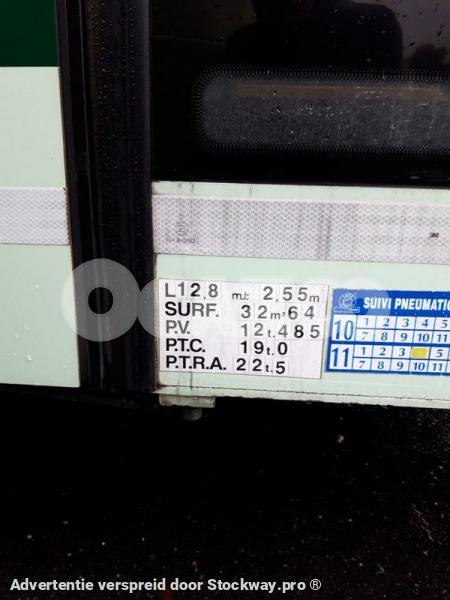 L12,8 m.l: 2,55m
SURF. 32m²64
P.V. 12t.485
P.T.C. 19t.0
P.T.R.A. 22t.5
SUIVI PNEUMATIQ
10 1 2 3 4 5
7 8 9 10 11
11 1 2 3 5
7 8 9 10 11
Advertentie verspreid door Stockway.pro ®